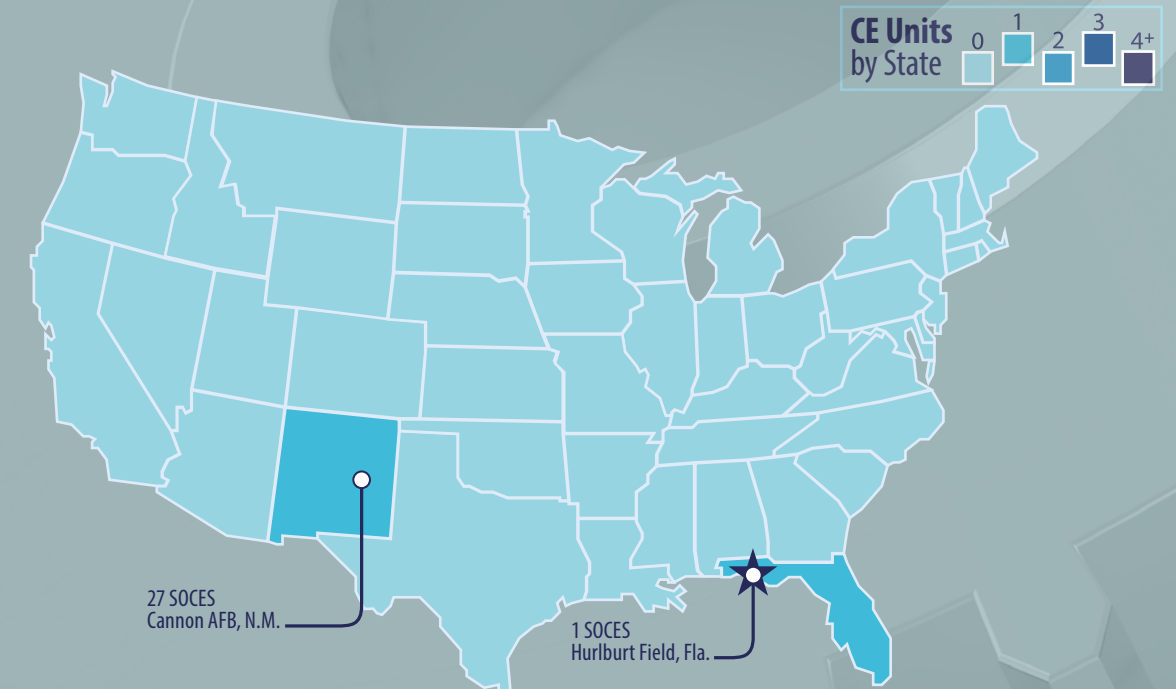 CE Units
by State
0
1
2
3
4+
27 SOCES
Cannon AFB, N.M.
1 SOCES
Hurlburt Field, Fla.